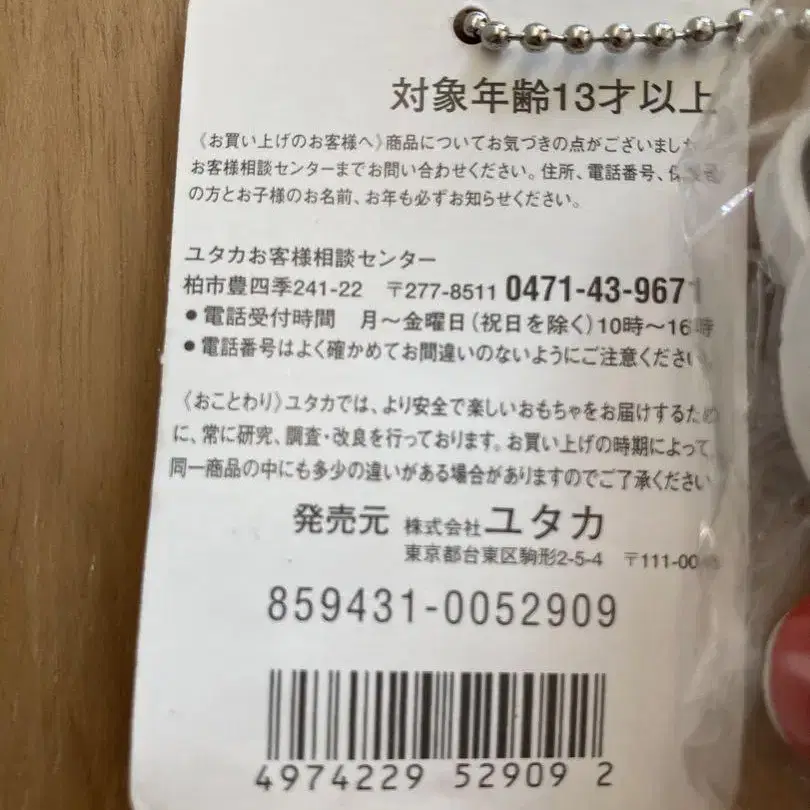 対象年齢13才以上
《お買い上げのお客様へ》商品についてお気づきの点がございました
お客様相談センターまでお問い合わせください。住所、電話番号、保
の方とお子様のお名前、お年も必ずお知らせください。
ユタカお客様相談センター
柏市豊四季241-22 〒277-8511 0471-43-9671
●電話受付時間 月〜金曜日(祝日を除く)10時〜16時
●電話番号はよく確かめてお間違いのないようにご注意ください
《おことわり》ユタカでは、より安全で楽しいおもちゃをお届けするため
に、常に研究、調査・改良を行っております。お買い上げの時期によって
同一商品の中にも多少の違いがある場合がありますのでご了承ください
発売元 株式会社ユタカ
東京都台東区駒形2-5-4 〒111-00
859431-0052909
4974229 52909 2